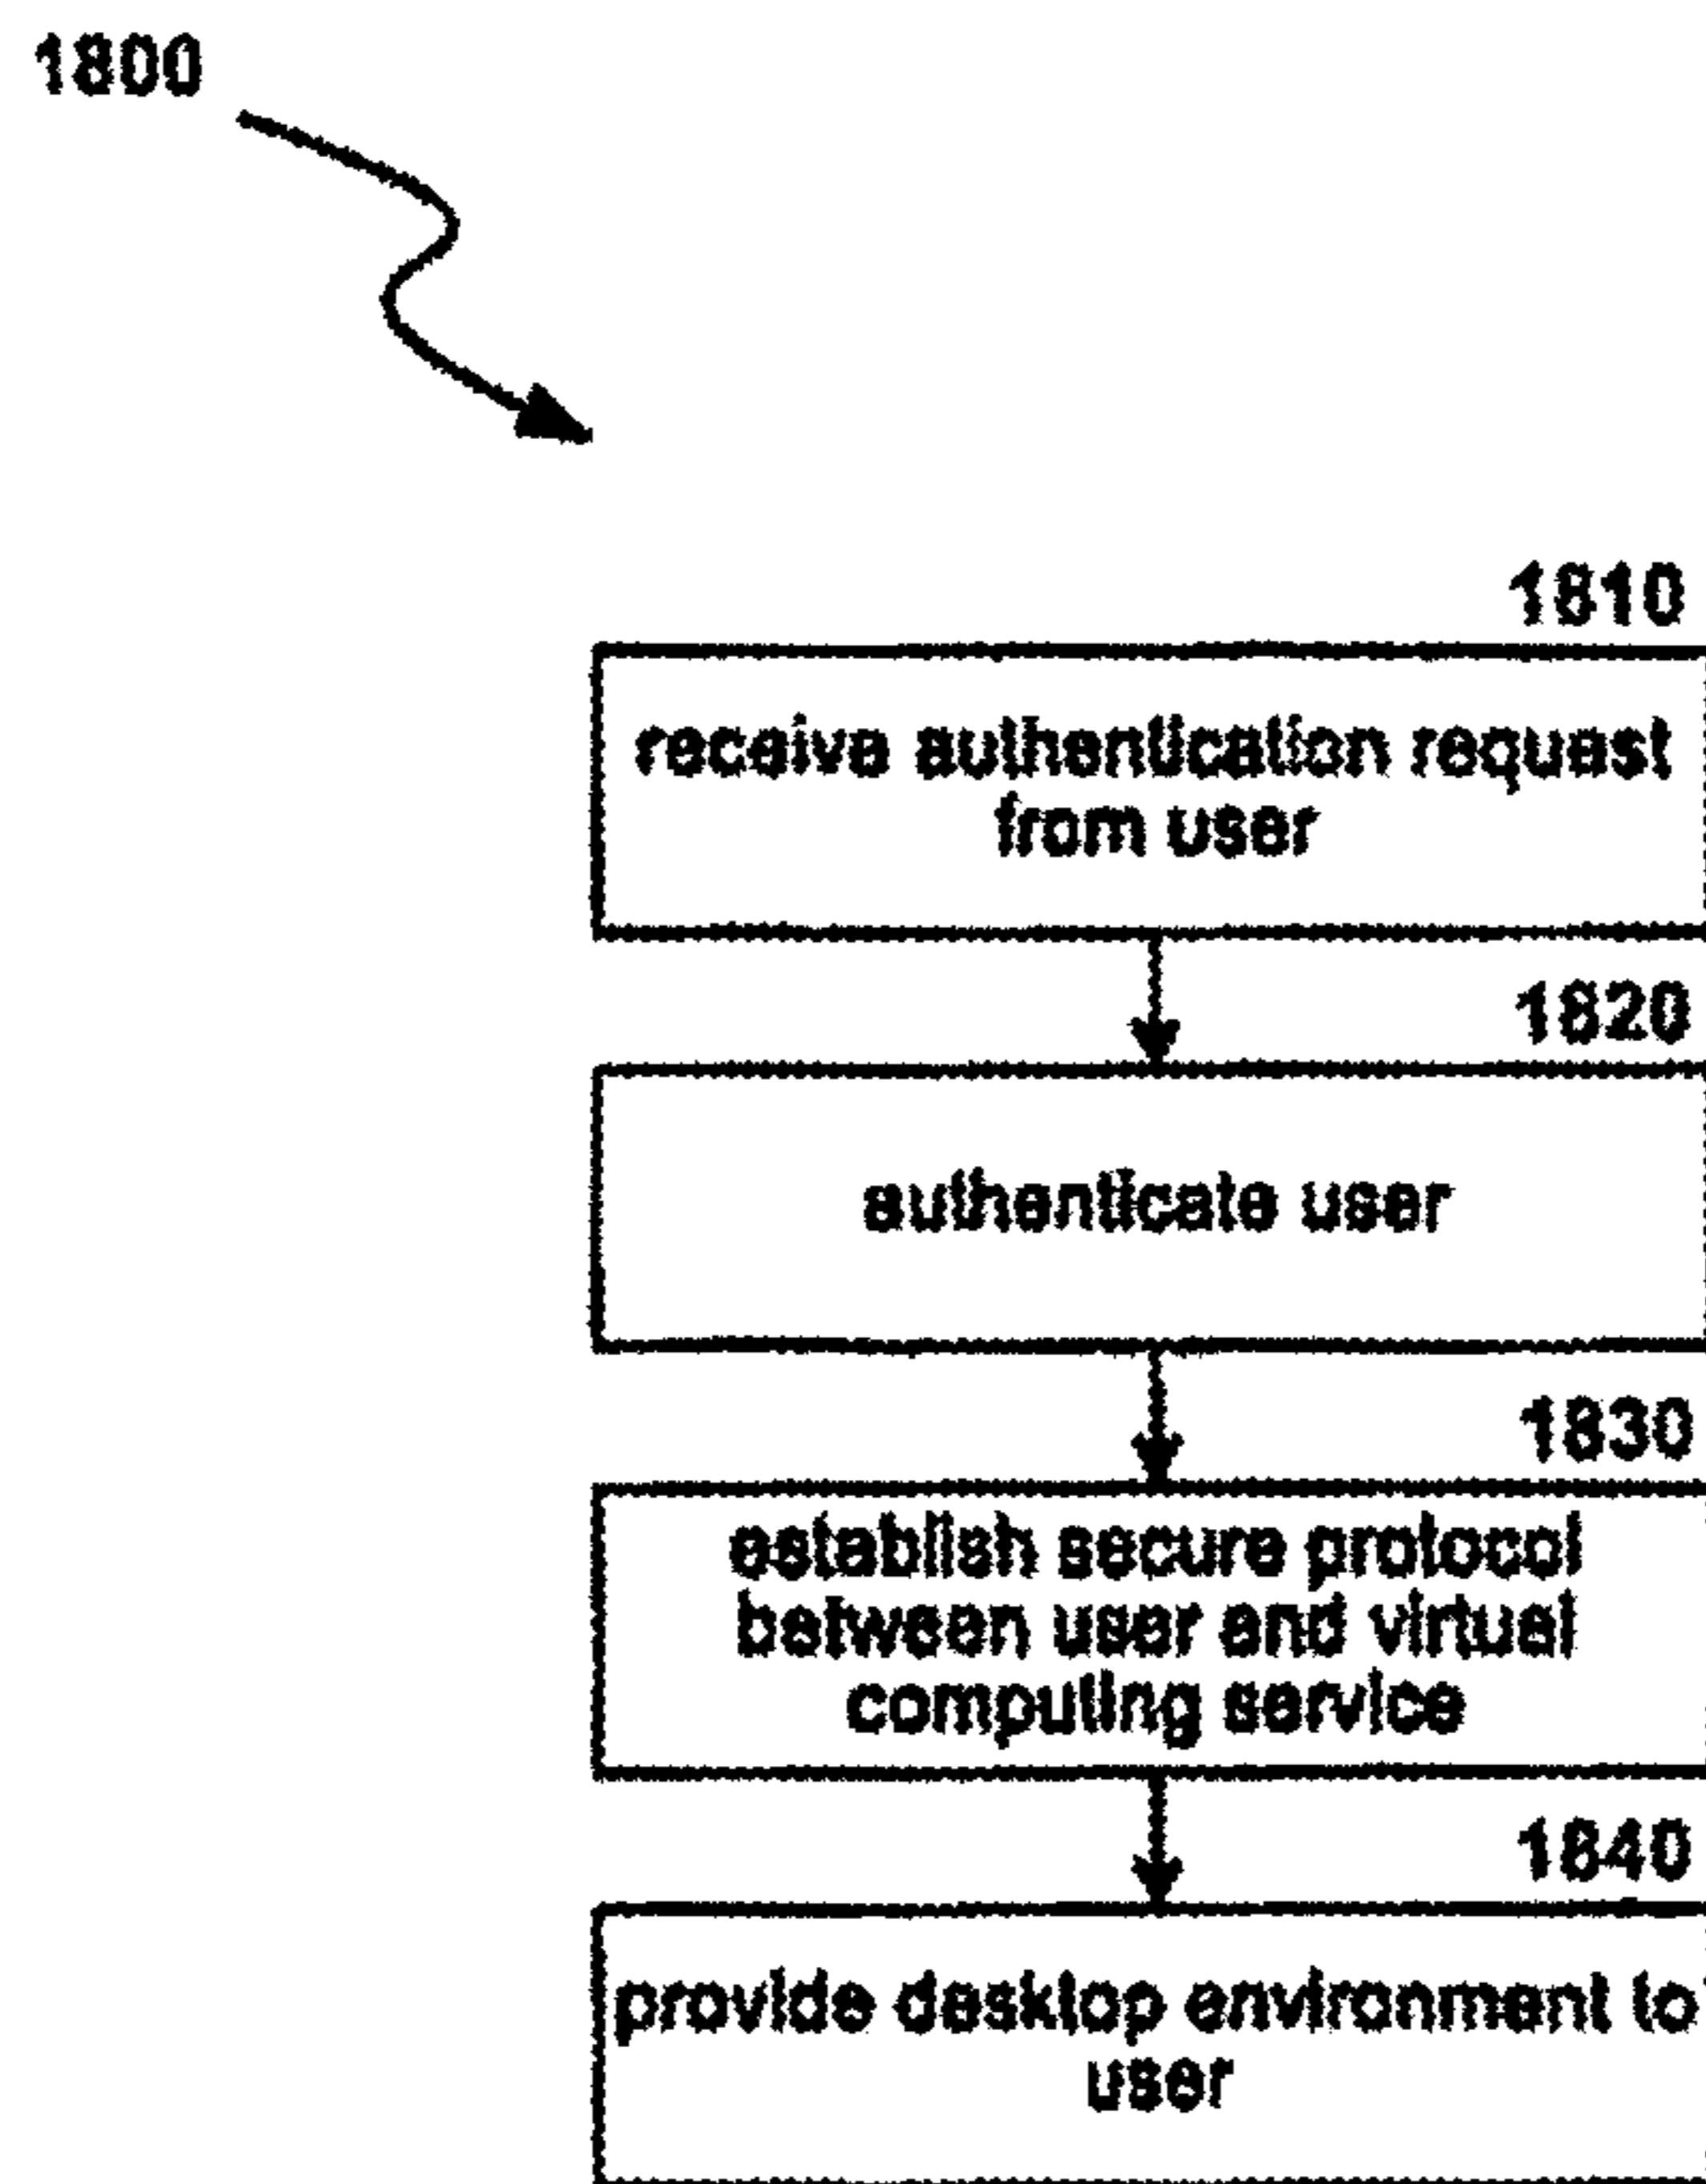 1800
1810
receive authentication request
from user
1820
authenticate user
1830
establish secure protocol
between user and virtual
computing service
1840
provide desktop environment to
user